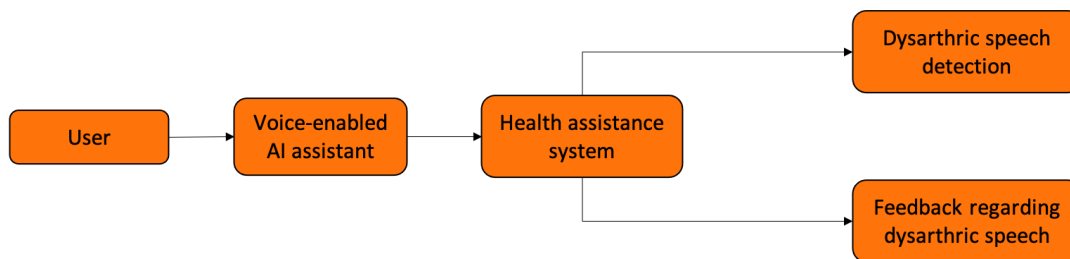 User
Voice-enabled
AI assistant
Health assistance
system
Dysarthric speech
detection
Feedback regarding
dysarthric speech